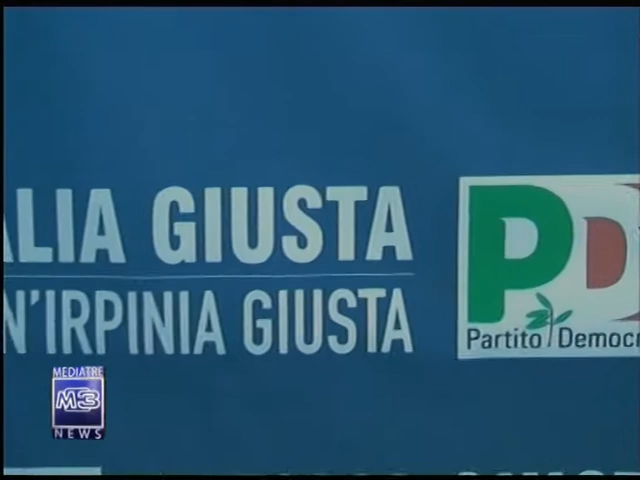 ALIA GIUSTA
N'IRPINIA GIUSTA
PD
Partito Democr
MEDIATRE
M3
NEWS